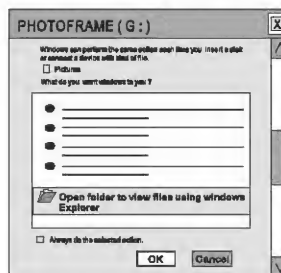 PHOTOFRAME ( G : )
X
Windows can perform the same action each time you insert a disk
or connect a device with kind of file.
Pictures
What do you want windows to you ?
Open folder to view files using windows
Explorer
Always do the selected action.
OK
Cancel